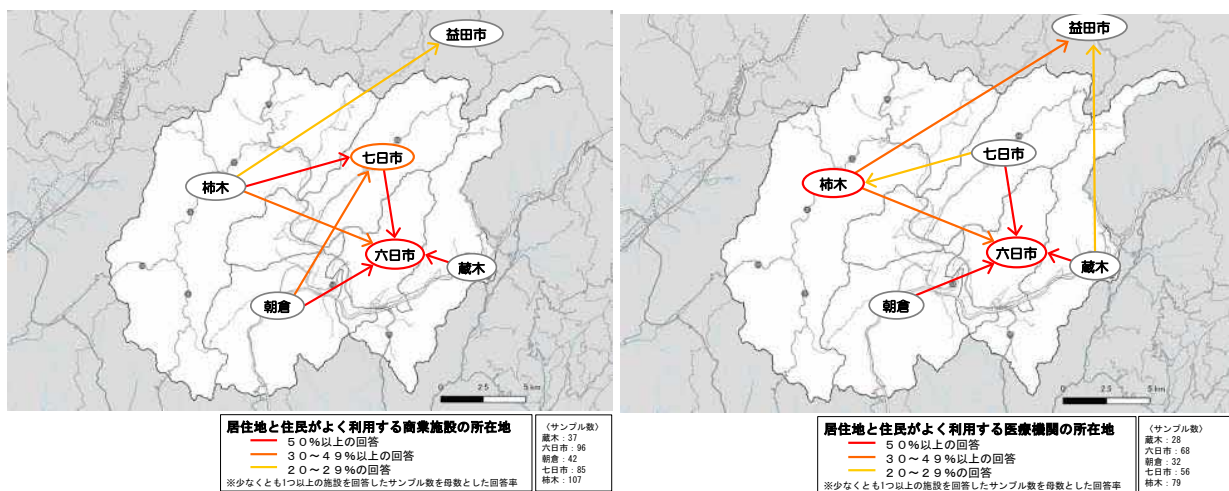 益田市
七日市
柿木
六日市
蔵木
朝倉
0 2.5 5 km
居住地と住民がよく利用する商業施設の所在地
５０％以上の回答
３０～４９％以上の回答
２０～２９％の回答
※少なくとも1つ以上の施設を回答したサンプル数を母数とした回答率
〈サンプル数〉
蔵木：37
六日市：96
朝倉：42
七日市：85
柿木：107
益田市
七日市
柿木
六日市
蔵木
朝倉
0 2.5 5 km
居住地と住民がよく利用する医療機関の所在地
５０％以上の回答
３０～４９％以上の回答
２０～２９％の回答
※少なくとも1つ以上の施設を回答したサンプル数を母数とした回答率
〈サンプル数〉
蔵木：28
六日市：68
朝倉：32
七日市：56
柿木：79